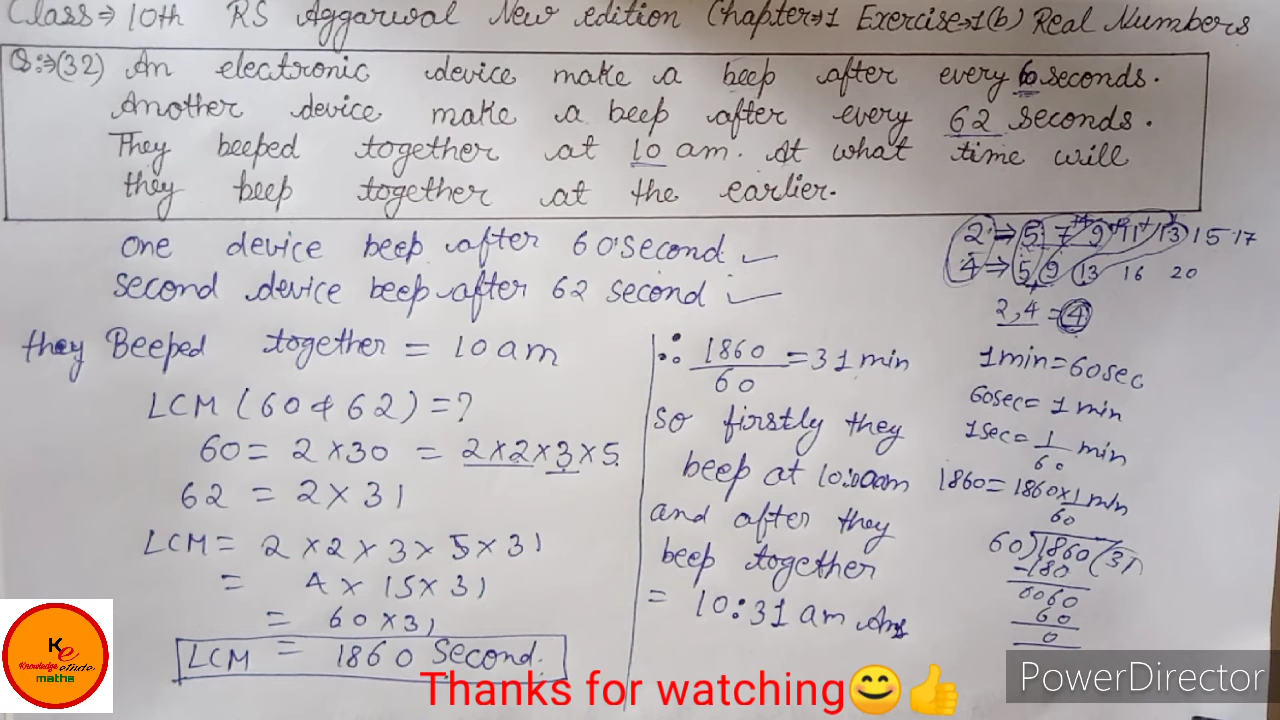 Class⇒ 10th RS Aggarwal New edition Chapter⇒1 Exercise⇒1(b) Real Numbers
Q:⇒(32) An electronic device make a beep after every 60 seconds.
Another device make a beep after every 62 seconds.
They beeped together at 10 am. At what time will
they beep together at the earlier.
One device beep after 60 second. ✓
Second device beep after 62 second ✓
they Beeped together = 10 am
LCM (60 & 62) = ?
60 = 2×30 = 2×2×3×5
62 = 2×31
LCM = 2×2×3×5×31
= 4×15×31
= 60×31
LCM = 1860 Second.
∴ 1860/60 = 31 min
so firstly they
beep at 10:00am
and after they
beep together
= 10:31 am Ans
2 ⇒ 5 7 9 11 13 15 17
4 ⇒ 5 9 13 16 20
2,4 = 4
1min = 60sec
60sec = 1 min
1sec = 1/60 min
1860 = 1860×1/60 min
60)1860(31
-180
0060
60
0
Ke
Knowledge etude
maths
Thanks for watching😊👍
PowerDirector